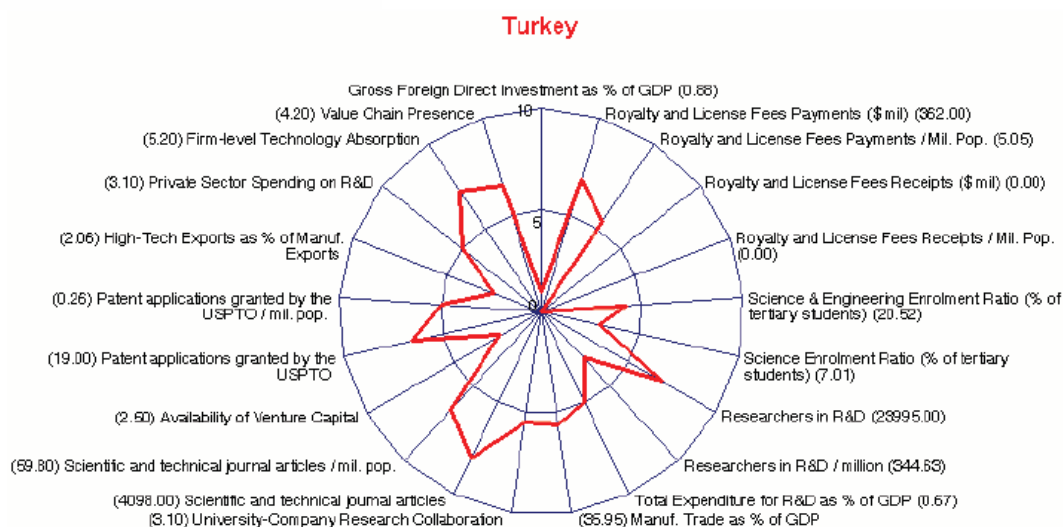 Turkey
Gross Foreign Direct Investment as % of GDP (0.88)
10
(4.20) Value Chain Presence
Royalty and License Fees Payments ($ mil) (362.00)
(5.20) Firm-level Technology Absorption
Royalty and License Fees Payments / Mil. Pop. (5.05)
(3.10) Private Sector Spending on R&D
Royalty and License Fees Receipts ($ mil) (0.00)
5
(2.06) High-Tech Exports as % of Manuf.
Exports
Royalty and License Fees Receipts / Mil. Pop.
(0.00)
0
(0.26) Patent applications granted by the
USPTO / mil. pop.
Science & Engineering Enrolment Ratio (% of
tertiary students) (20.52)
(19.00) Patent applications granted by the
USPTO
Science Enrolment Ratio (% of tertiary
students) (7.01)
(2.50) Availability of Venture Capital
Researchers in R&D (23995.00)
(59.80) Scientific and technical journal articles / mil. pop.
Researchers in R&D / million (344.63)
(4098.00) Scientific and technical journal articles
Total Expenditure for R&D as % of GDP (0.67)
(3.10) University-Company Research Collaboration
(35.95) Manuf. Trade as % of GDP